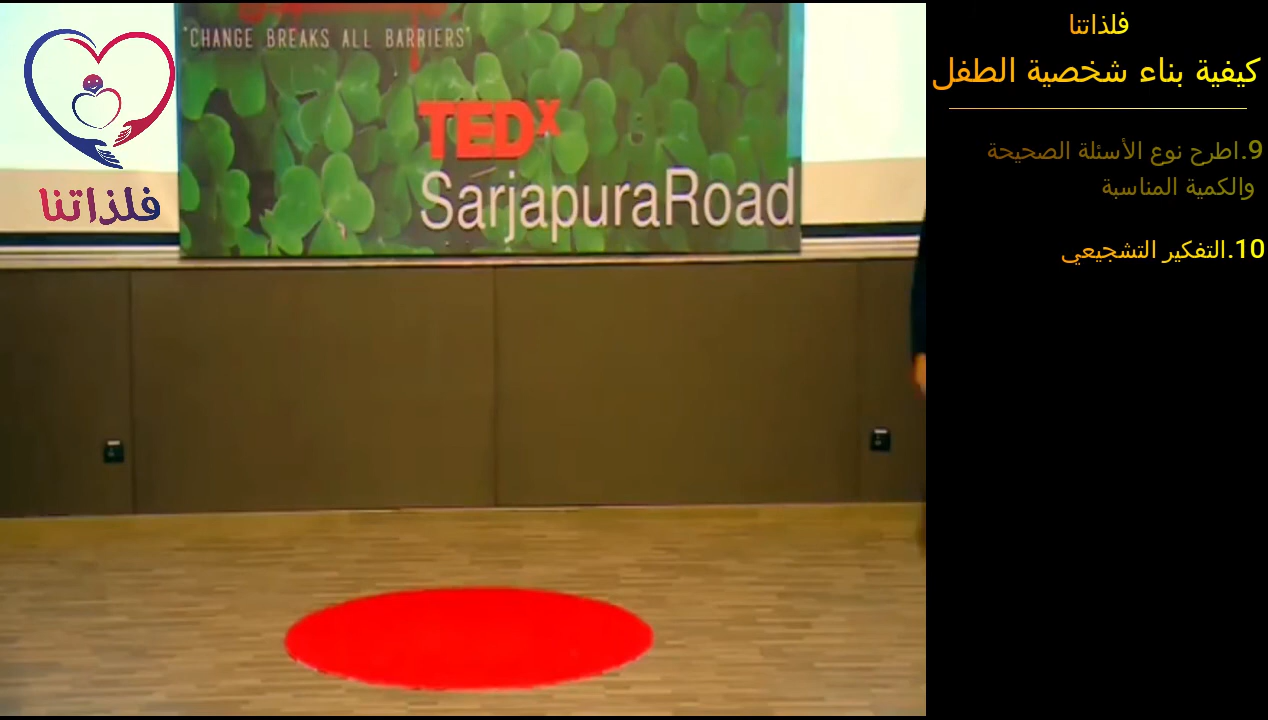 "CHANGE BREAKS ALL BARRIERS"
TEDx
SarjapuraRoad
فلذاتنا
فلذاتنا
كيفية بناء شخصية الطفل
9.اطرح نوع الأسئلة الصحيحة
والكمية المناسبة
10.التفكير التشجيعي